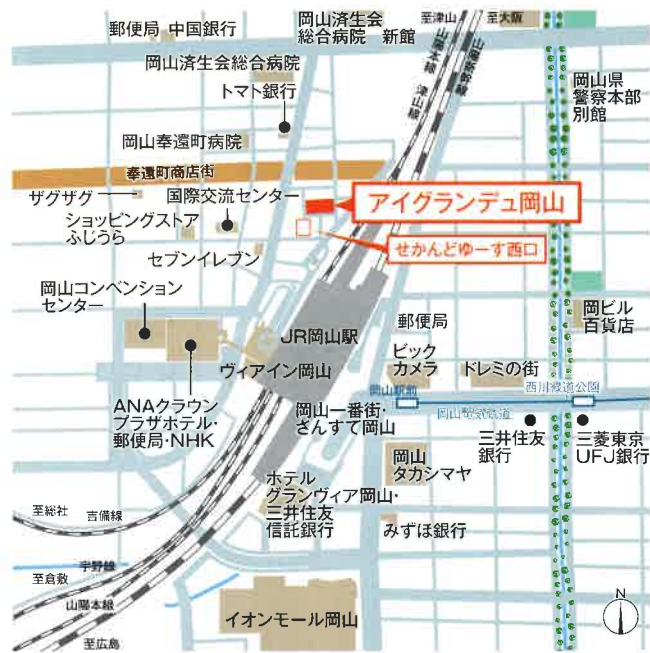 郵便局 中国銀行
岡山済生会
総合病院 新館
至津山
至大阪
岡山済生会総合病院
山陽本線
津山線
山陽新幹線
トマト銀行
岡山県
警察本部
別館
岡山奉還町病院
奉還町商店街
ザグザグ
国際交流センター
アイグランデュ岡山
ショッピングストア
ふじうら
せかんどゆーす西口
セブンイレブン
岡山コンベンション
センター
JR岡山駅
郵便局
岡ビル
百貨店
ヴィアイン岡山
ビック
カメラ
ドレミの街
岡山駅前
西川緑道公園
ANAクラウン
プラザホテル・
郵便局・NHK
岡山一番街・
さんすて岡山
岡山電気軌道
三井住友
銀行
三菱東京
UFJ銀行
岡山
タカシマヤ
ホテル
グランヴィア岡山・
三井住友
信託銀行
至総社
吉備線
みずほ銀行
宇野線
至倉敷
山陽本線
イオンモール岡山
至広島
N